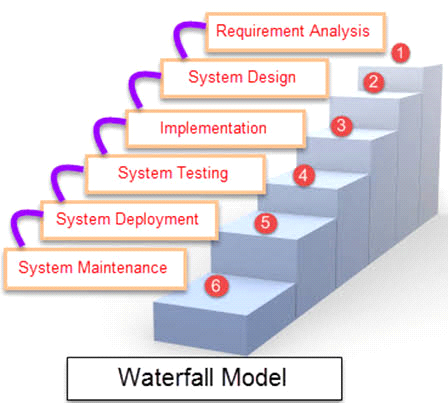 Requirement Analysis
1
System Design
2
Implementation
3
System Testing
4
System Deployment
5
System Maintenance
6
Waterfall Model